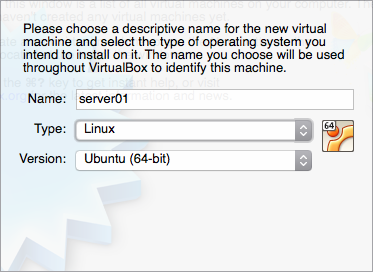 Please choose a descriptive name for the new virtual
machine and select the type of operating system you
intend to install on it. The name you choose will be used
throughout VirtualBox to identify this machine.
Name: server01
Type: Linux
64
Version: Ubuntu (64-bit)